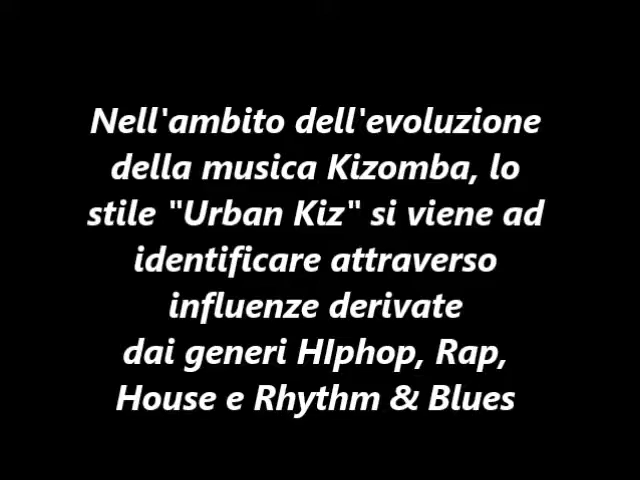 Nell'ambito dell'evoluzione
della musica Kizomba, lo
stile "Urban Kiz" si viene ad
identificare attraverso
influenze derivate
dai generi HIphop, Rap,
House e Rhythm & Blues